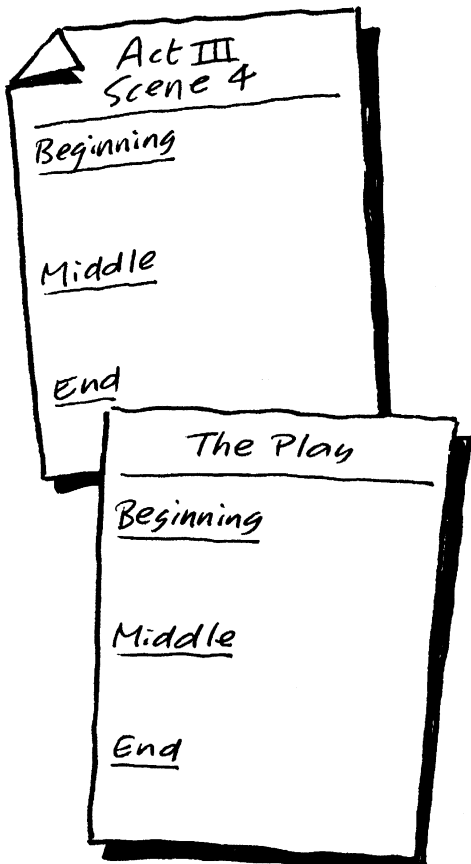 Act III
Scene 4
Beginning
Middle
End
The Play
Beginning
Middle
End